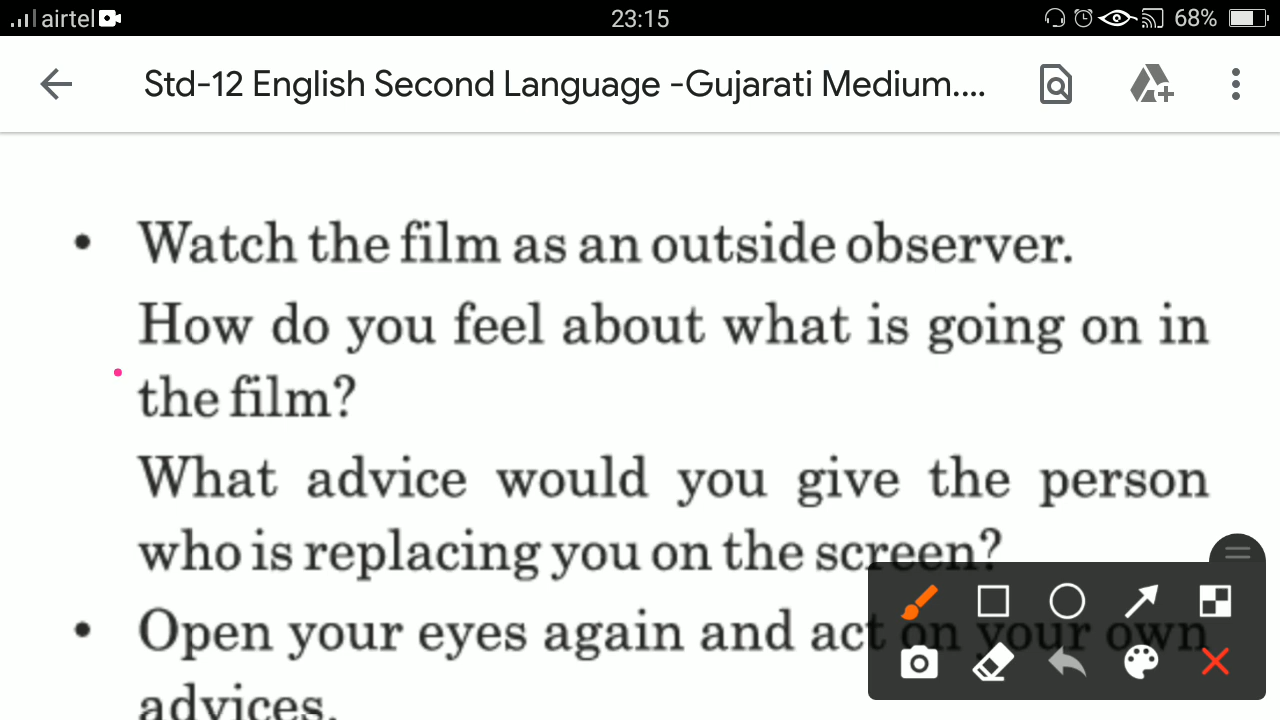 airtel 23:15 68%
Std-12 English Second Language -Gujarati Medium....
• Watch the film as an outside observer.
How do you feel about what is going on in
the film?
What advice would you give the person
who is replacing you on the screen?
• Open your eyes again and act on your own
advices.